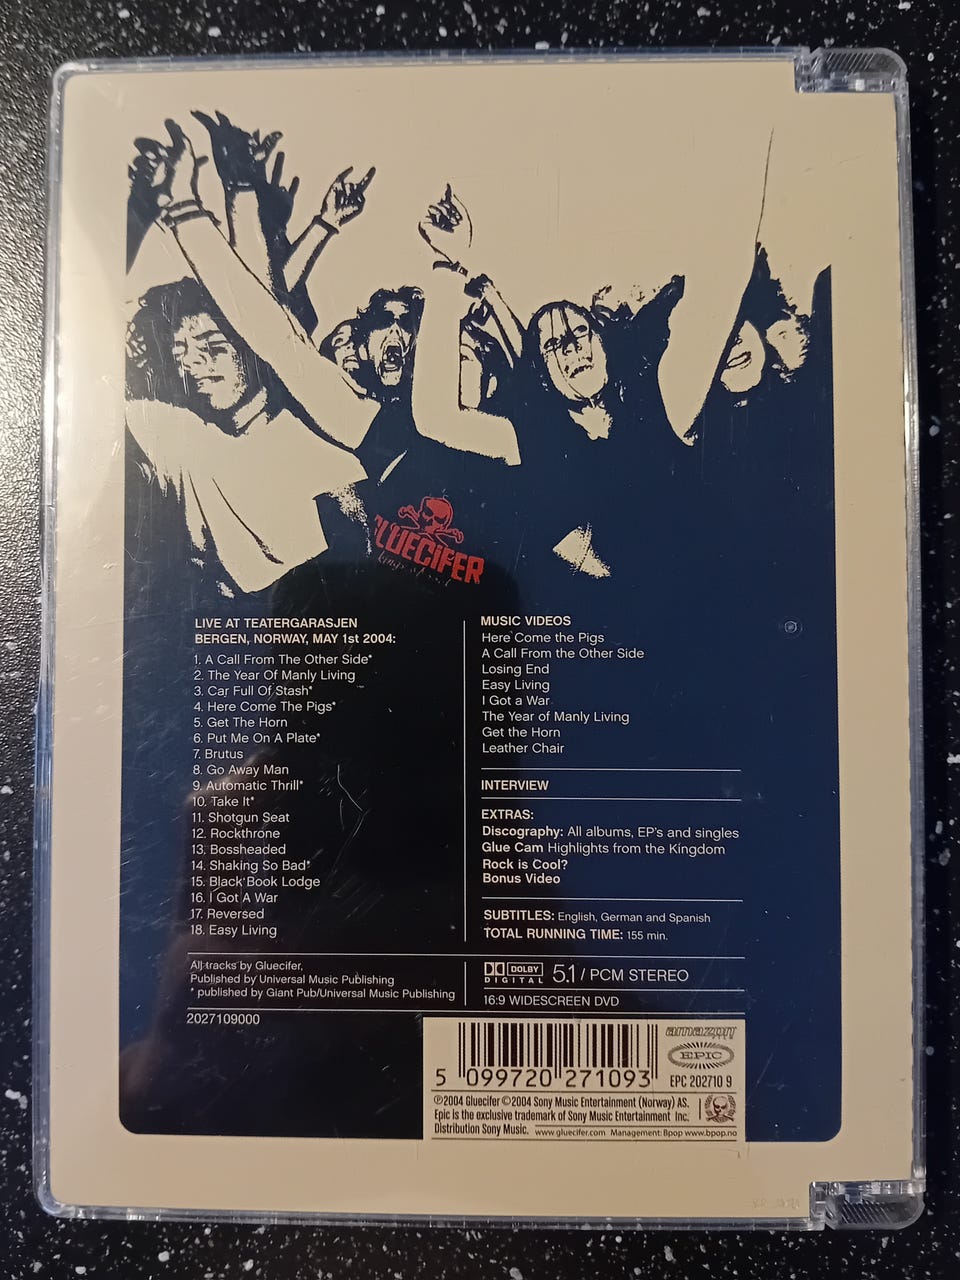 GLUECIFER
LIVE AT TEATERGARASJEN
BERGEN, NORWAY, MAY 1st 2004:
1. A Call From The Other Side*
2. The Year Of Manly Living
3. Car Full Of Stash*
4. Here Come The Pigs*
5. Get The Horn
6. Put Me On A Plate*
7. Brutus
8. Go Away Man
9. Automatic Thrill*
10. Take It*
11. Shotgun Seat
12. Rockthrone
13. Bossheaded
14. Shaking So Bad*
15. Black Book Lodge
16. I Got A War
17. Reversed
18. Easy Living
MUSIC VIDEOS
Here Come the Pigs
A Call From the Other Side
Losing End
Easy Living
I Got a War
The Year of Manly Living
Get the Horn
Leather Chair
INTERVIEW
EXTRAS:
Discography: All albums, EP's and singles
Glue Cam Highlights from the Kingdom
Rock is Cool?
Bonus Video
SUBTITLES: English, German and Spanish
TOTAL RUNNING TIME: 155 min.
All tracks by Gluecifer,
Published by Universal Music Publishing
* published by Giant Pub/Universal Music Publishing
DOLBY
DIGITAL 5.1 / PCM STEREO
16:9 WIDESCREEN DVD
2027109000
amazon
EPIC
5 099720 271093
EPC 202710 9
℗2004 Gluecifer ©2004 Sony Music Entertainment (Norway) AS.
Epic is the exclusive trademark of Sony Music Entertainment Inc.
Distribution Sony Music. www.gluecifer.com Management: Bpop www.bpop.no